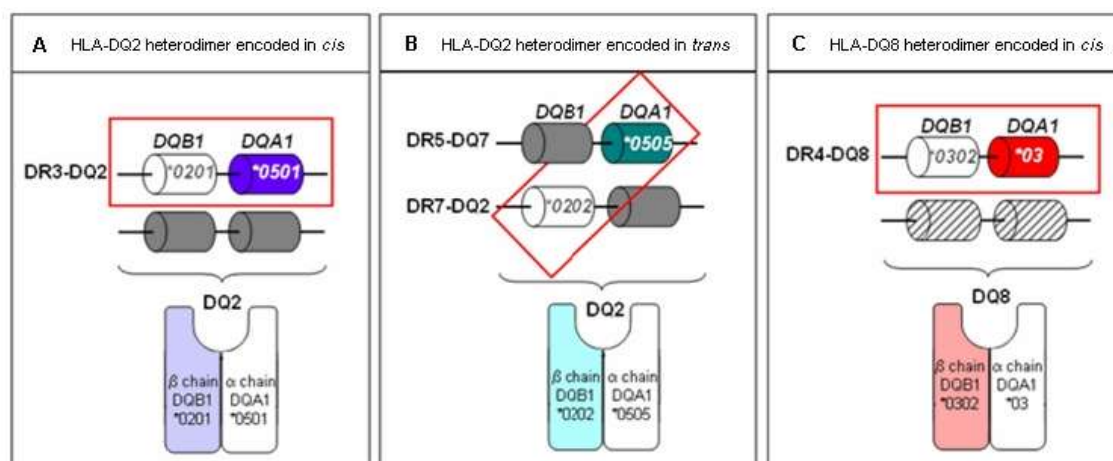 A HLA-DQ2 heterodimer encoded in cis
DQB1 DQA1
DR3-DQ2 *0201 *0501
DQ2
β chain α chain
DQB1 DQA1
*0201 *0501
B HLA-DQ2 heterodimer encoded in trans
DQB1 DQA1
DR5-DQ7 *0505
DR7-DQ2 *0202
DQ2
β chain α chain
DQB1 DQA1
*0202 *0505
C HLA-DQ8 heterodimer encoded in cis
DQB1 DQA1
DR4-DQ8 *0302 *03
DQ8
β chain α chain
DQB1 DQA1
*0302 *03